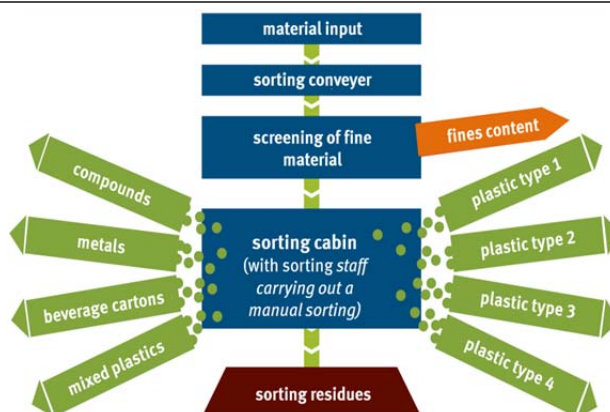 material input
sorting conveyer
screening of fine
material
fines content
compounds
metals
beverage cartons
mixed plastics
sorting cabin
(with sorting staff
carrying out a
manual sorting)
plastic type 1
plastic type 2
plastic type 3
plastic type 4
sorting residues